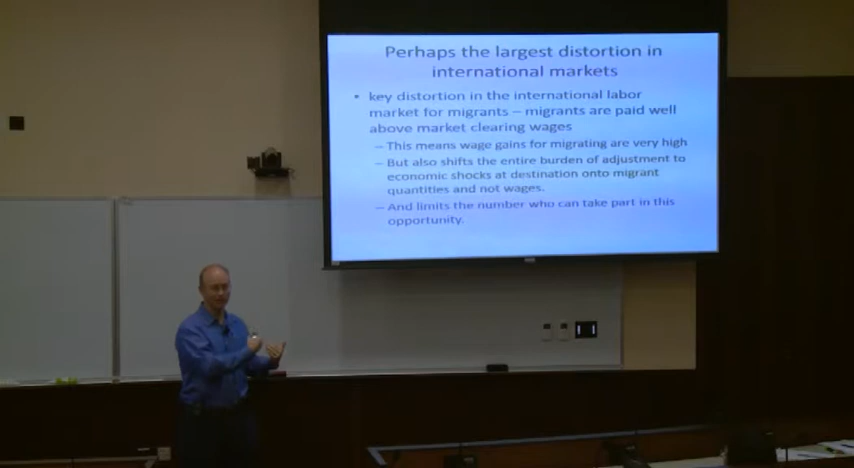 Perhaps the largest distortion in
international markets
• key distortion in the international labor
market for migrants – migrants are paid well
above market clearing wages
– This means wage gains for migrating are very high
– But also shifts the entire burden of adjustment to
economic shocks at destination onto migrant
quantities and not wages.
– And limits the number who can take part in this
opportunity.